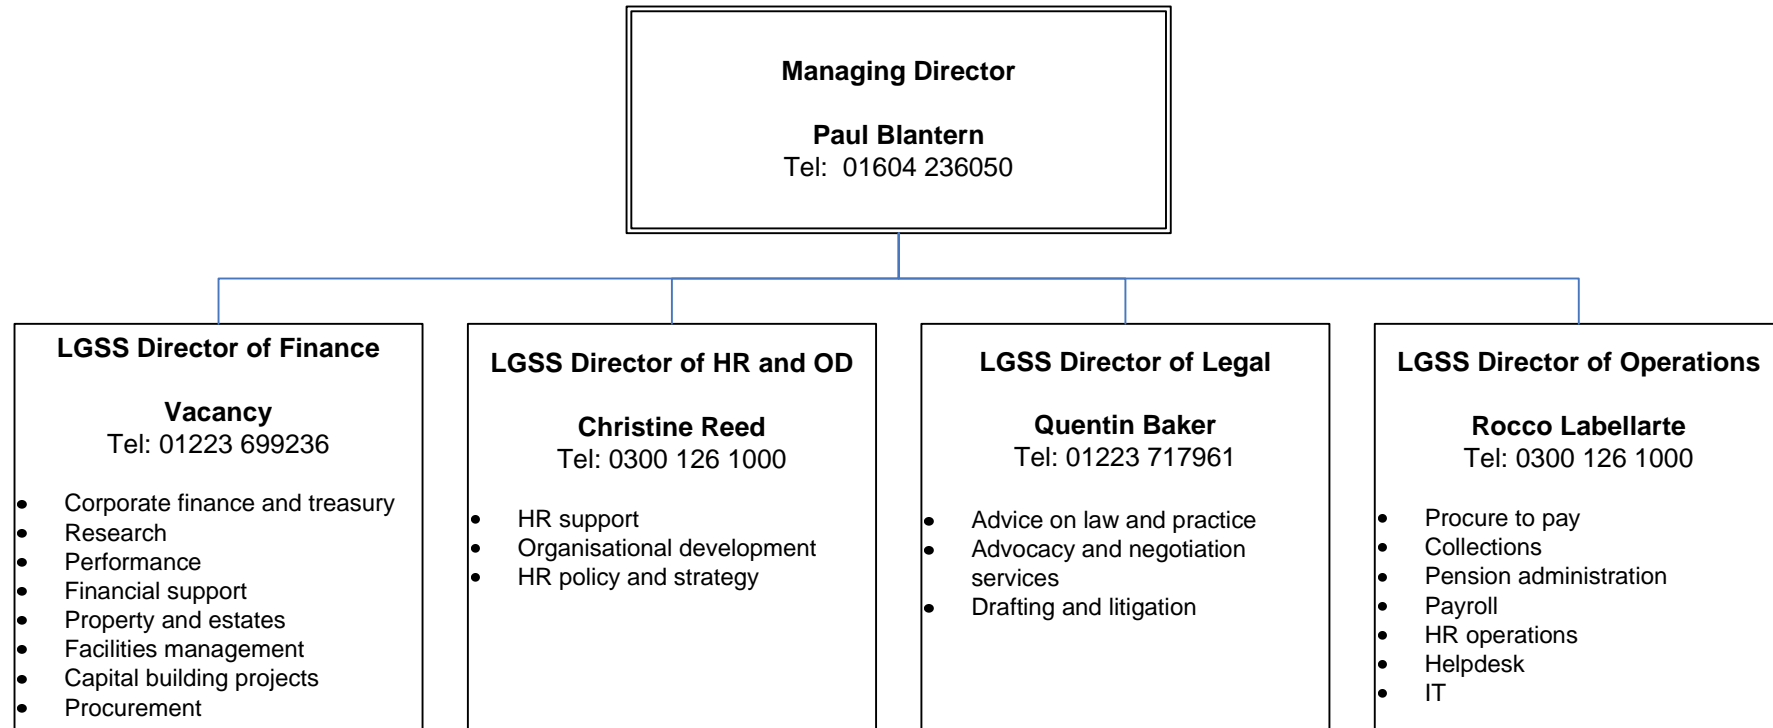 Managing Director
Paul Blantern
Tel:  01604 236050
LGSS Director of Finance
Vacancy
Tel: 01223 699236
• Corporate finance and treasury
• Research
• Performance
• Financial support
• Property and estates
• Facilities management
• Capital building projects
• Procurement
LGSS Director of HR and OD
Christine Reed
Tel: 0300 126 1000
• HR support
• Organisational development
• HR policy and strategy
LGSS Director of Legal
Quentin Baker
Tel: 01223 717961
• Advice on law and practice
• Advocacy and negotiation
services
• Drafting and litigation
LGSS Director of Operations
Rocco Labellarte
Tel: 0300 126 1000
• Procure to pay
• Collections
• Pension administration
• Payroll
• HR operations
• Helpdesk
• IT